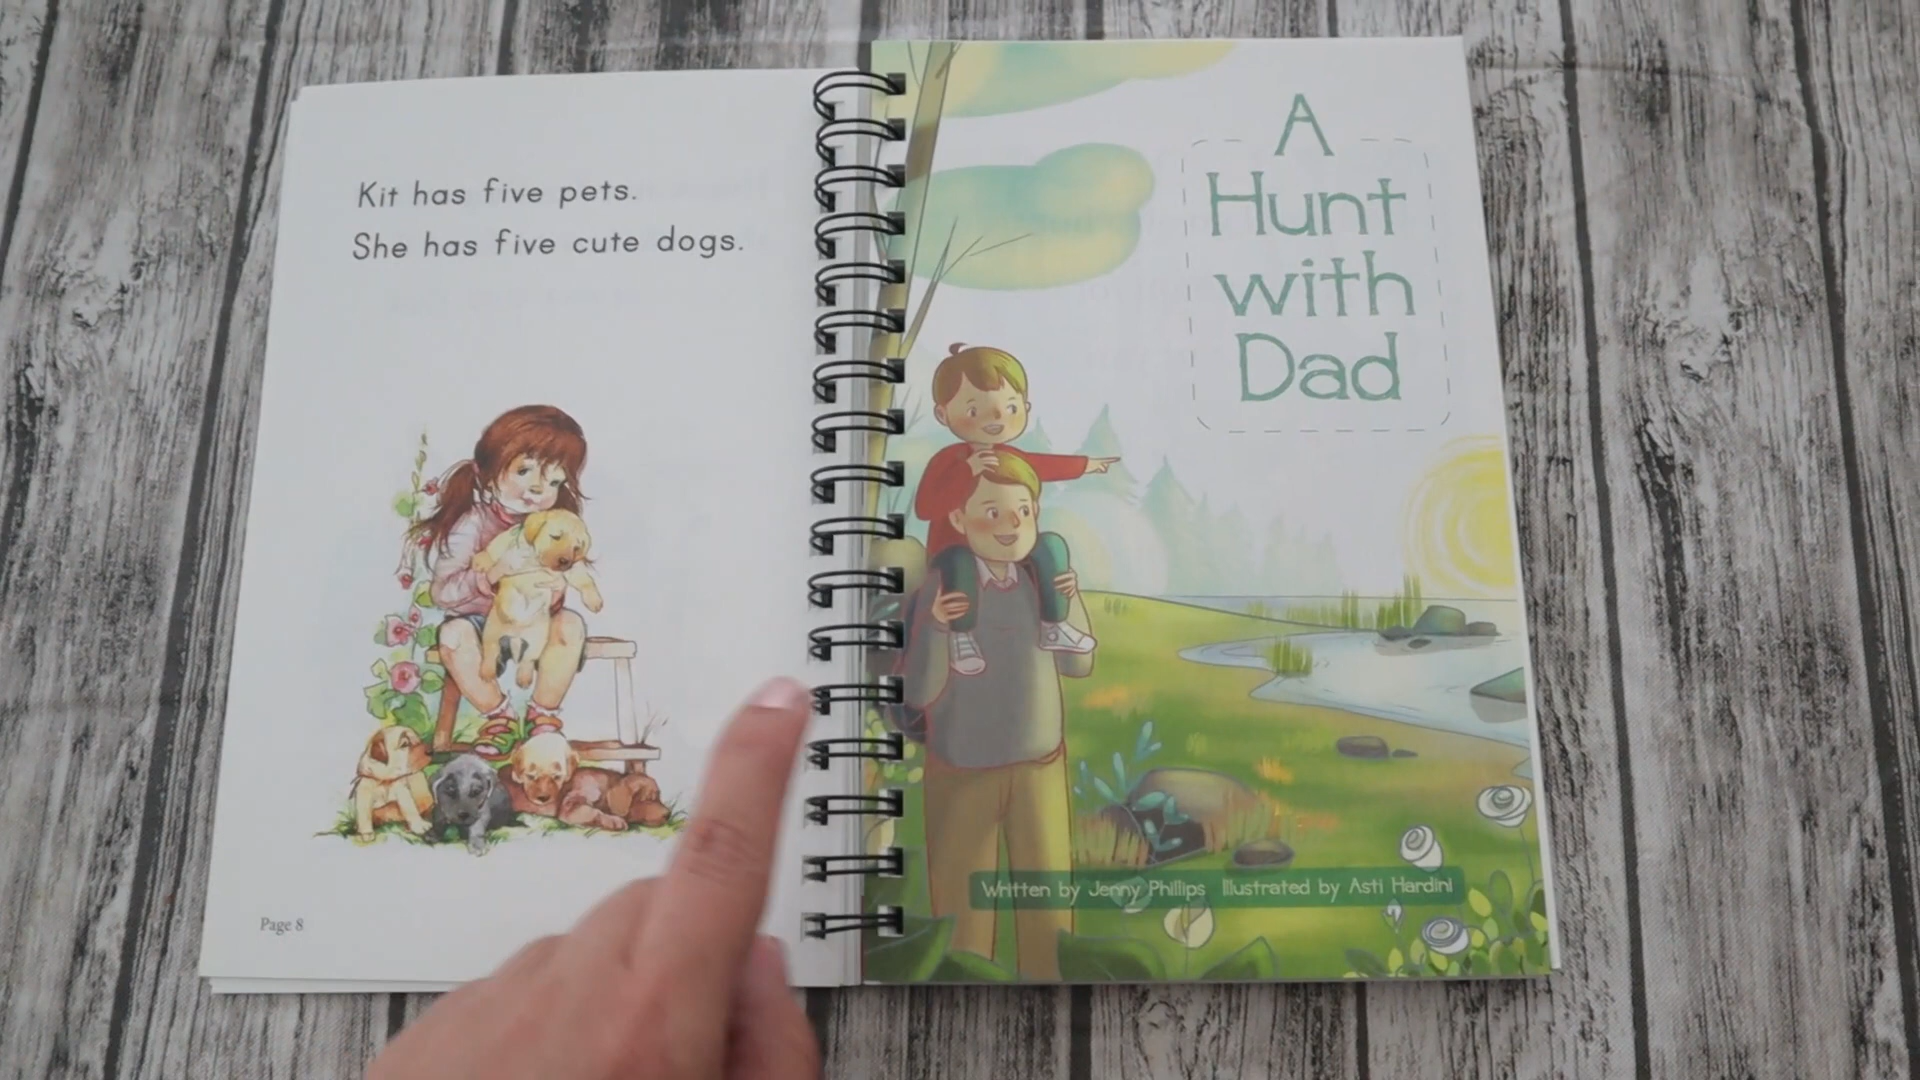 Kit has five pets.
She has five cute dogs.
Page 8
A
Hunt
with
Dad
Written by Jenny Phillips Illustrated by Asti Hardini